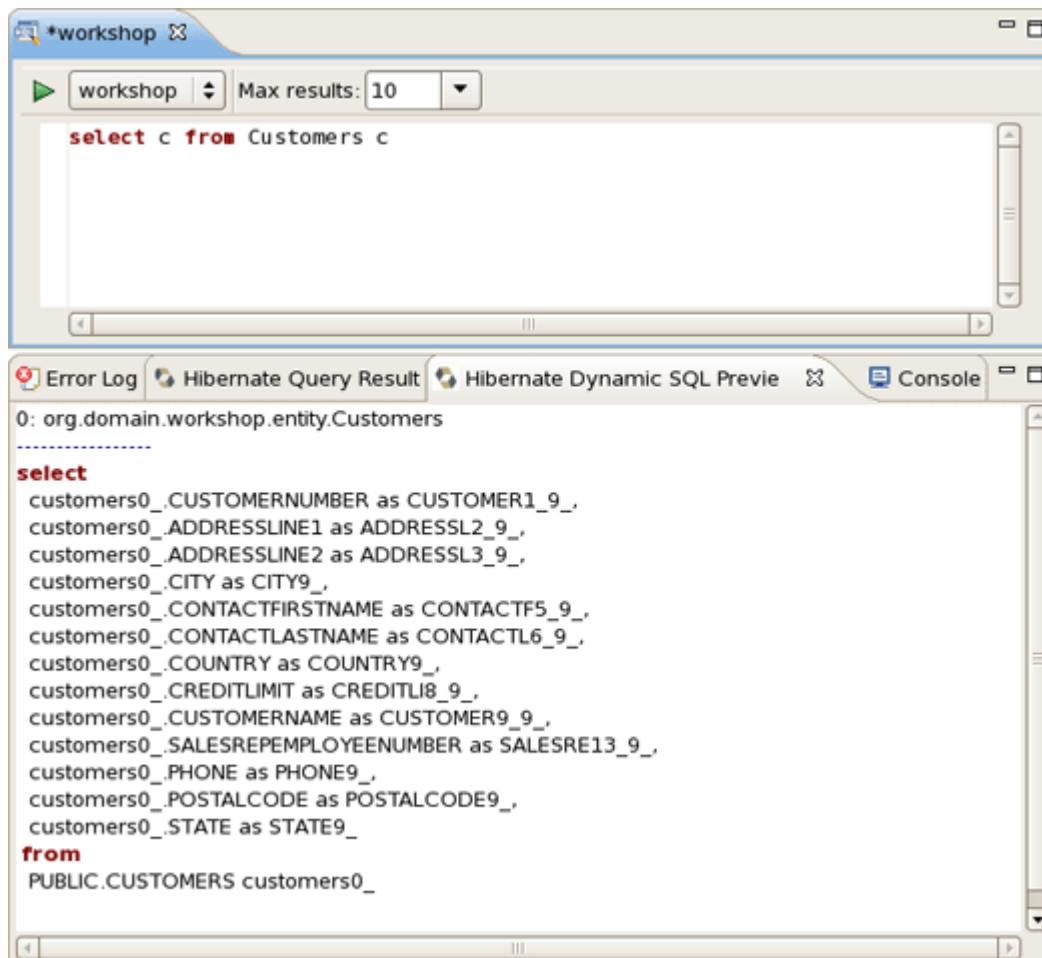 *workshop
workshop Max results: 10
select c from Customers c
Error Log Hibernate Query Result Hibernate Dynamic SQL Previe Console
0: org.domain.workshop.entity.Customers
-----------------
select
customers0_.CUSTOMERNUMBER as CUSTOMER1_9_,
customers0_.ADDRESSLINE1 as ADDRESSL2_9_,
customers0_.ADDRESSLINE2 as ADDRESSL3_9_,
customers0_.CITY as CITY9_,
customers0_.CONTACTFIRSTNAME as CONTACTF5_9_,
customers0_.CONTACTLASTNAME as CONTACTL6_9_,
customers0_.COUNTRY as COUNTRY9_,
customers0_.CREDITLIMIT as CREDITLI8_9_,
customers0_.CUSTOMERNAME as CUSTOMER9_9_,
customers0_.SALESREPEMPLOYEENUMBER as SALESRE13_9_,
customers0_.PHONE as PHONE9_,
customers0_.POSTALCODE as POSTALCODE9_,
customers0_.STATE as STATE9_
from
PUBLIC.CUSTOMERS customers0_